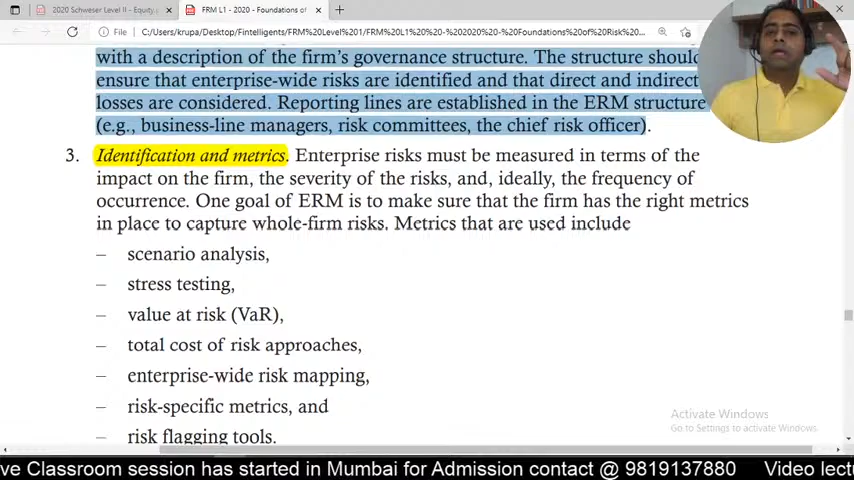 2020 Schweser Level II - Equity.p
FRM L1 - 2020 - Foundations of
File
C:/Users/krupa/Desktop/Fintelligents/FRM%20Level%201/FRM%20L1%20%20-%202020%20-%20Foundations%20of%20Risk%20...
with a description of the firm's governance structure. The structure should
ensure that enterprise-wide risks are identified and that direct and indirect
losses are considered. Reporting lines are established in the ERM structure
(e.g., business-line managers, risk committees, the chief risk officer).
3. Identification and metrics. Enterprise risks must be measured in terms of the
impact on the firm, the severity of the risks, and, ideally, the frequency of
occurrence. One goal of ERM is to make sure that the firm has the right metrics
in place to capture whole-firm risks. Metrics that are used include
– scenario analysis,
– stress testing,
– value at risk (VaR),
– total cost of risk approaches,
– enterprise-wide risk mapping,
– risk-specific metrics, and
– risk flagging tools.
Activate Windows
Go to Settings to activate Windows.
ve Classroom session has started in Mumbai for Admission contact @ 9819137880 Video lectu